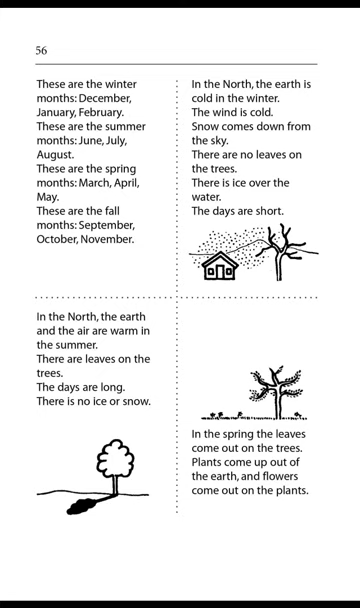 56
These are the winter
months: December,
January, February.
These are the summer
months: June, July,
August.
These are the spring
months: March, April,
May.
These are the fall
months: September,
October, November.
In the North, the earth is
cold in the winter.
The wind is cold.
Snow comes down from
the sky.
There are no leaves on
the trees.
There is ice over the
water.
The days are short.
In the North, the earth
and the air are warm in
the summer.
There are leaves on the
trees.
The days are long.
There is no ice or snow.
In the spring the leaves
come out on the trees.
Plants come up out of
the earth, and flowers
come out on the plants.